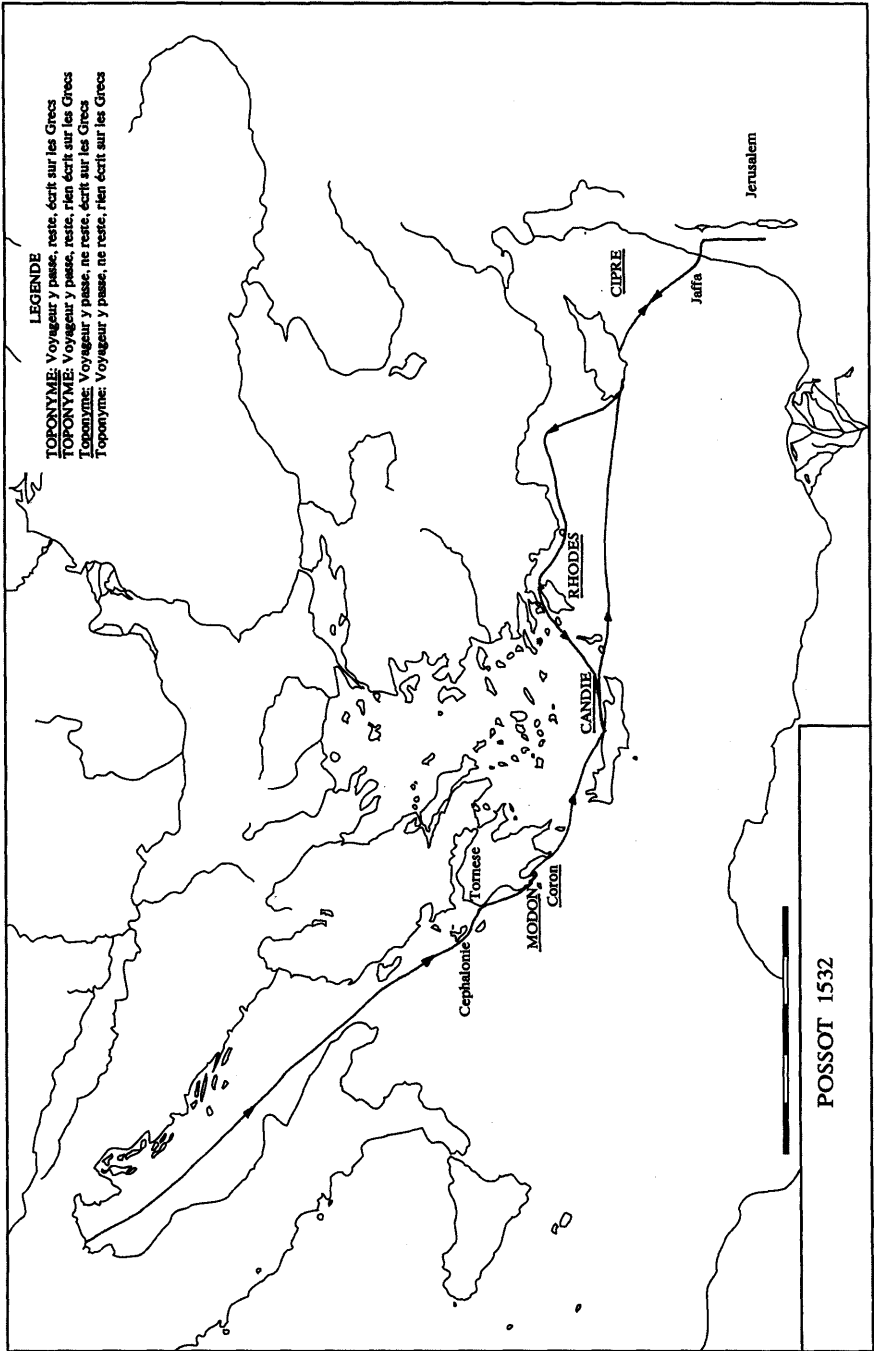 LEGENDE
TOPONYME: Voyageur y passe, reste, écrit sur les Grecs
TOPONYME: Voyageur y passe, reste, rien écrit sur les Grecs
Toponyme: Voyageur y passe, ne reste, écrit sur les Grecs
Toponyme: Voyageur y passe, ne reste, rien écrit sur les Grecs
Cephalonie
Tornese
MODON
Coron
CANDIE
RHODES
CIPRE
Jaffa
Jerusalem
POSSOT 1532